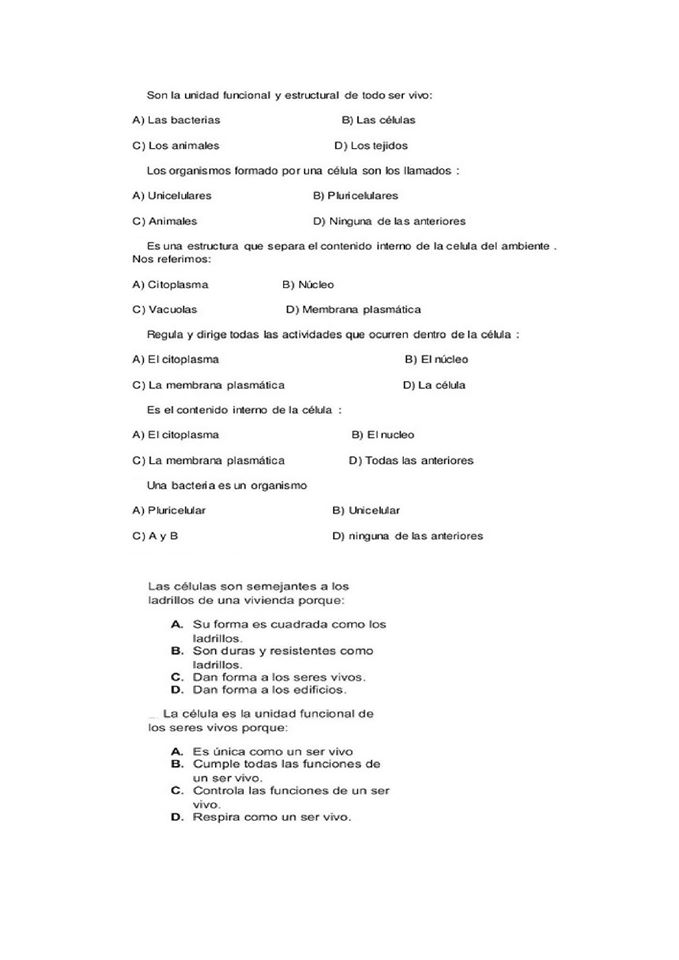 Son la unidad funcional y estructural de todo ser vivo:
A) Las bacterias B) Las células
C) Los animales D) Los tejidos
Los organismos formado por una célula son los llamados :
A) Unicelulares B) Pluricelulares
C) Animales D) Ninguna de las anteriores
Es una estructura que separa el contenido interno de la celula del ambiente .
Nos referimos:
A) Citoplasma B) Núcleo
C) Vacuolas D) Membrana plasmática
Regula y dirige todas las actividades que ocurren dentro de la célula :
A) El citoplasma B) El núcleo
C) La membrana plasmática D) La célula
Es el contenido interno de la célula :
A) El citoplasma B) El nucleo
C) La membrana plasmática D) Todas las anteriores
Una bacteria es un organismo
A) Pluricelular B) Unicelular
C) A y B D) ninguna de las anteriores
Las células son semejantes a los
ladrillos de una vivienda porque:
A. Su forma es cuadrada como los
ladrillos.
B. Son duras y resistentes como
ladrillos.
C. Dan forma a los seres vivos.
D. Dan forma a los edificios.
La célula es la unidad funcional de
los seres vivos porque:
A. Es única como un ser vivo
B. Cumple todas las funciones de
un ser vivo.
C. Controla las funciones de un ser
vivo.
D. Respira como un ser vivo.